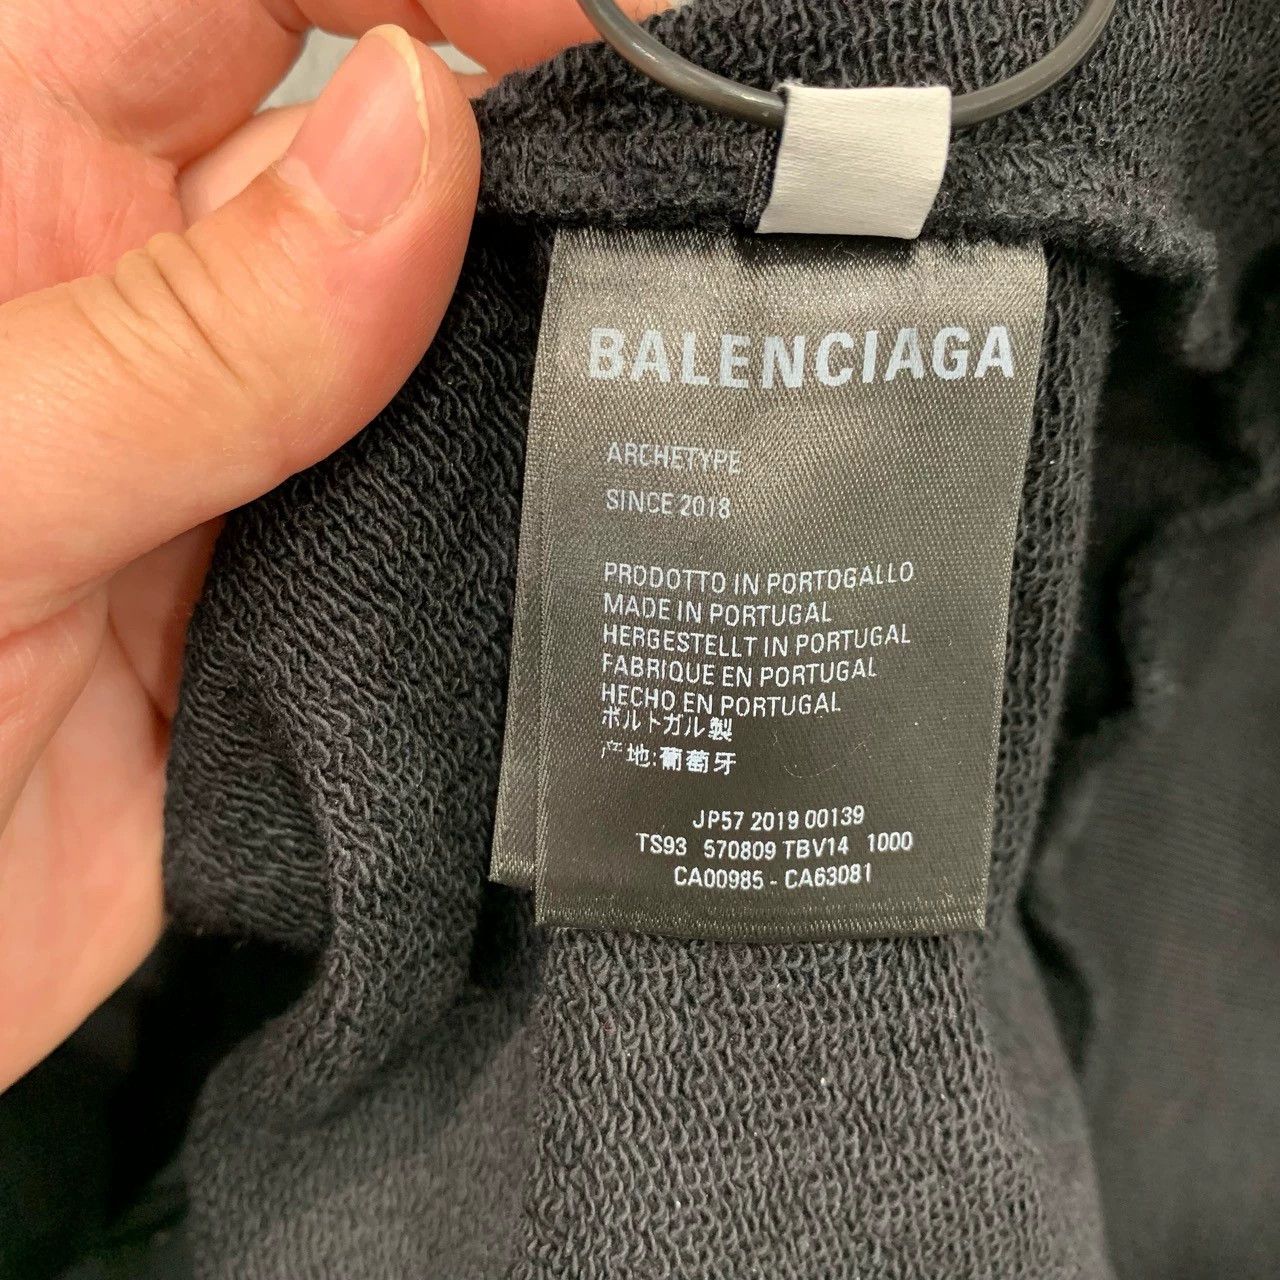 BALENCIAGA
ARCHETYPE
SINCE 2018
PRODOTTO IN PORTOGALLO
MADE IN PORTUGAL
HERGESTELLT IN PORTUGAL
FABRIQUE EN PORTUGAL
HECHO EN PORTUGAL
ポルトガル製
产地:葡萄牙
JP57 2019 00139
TS93 570809 TBV14 1000
CA00985 - CA63081